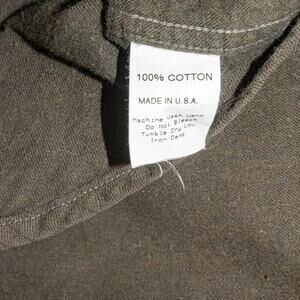 100% COTTON
MADE IN U.S.A.
Machine Wash Warm
Do Not Bleach
Tumble Dry Low
Iron Damp